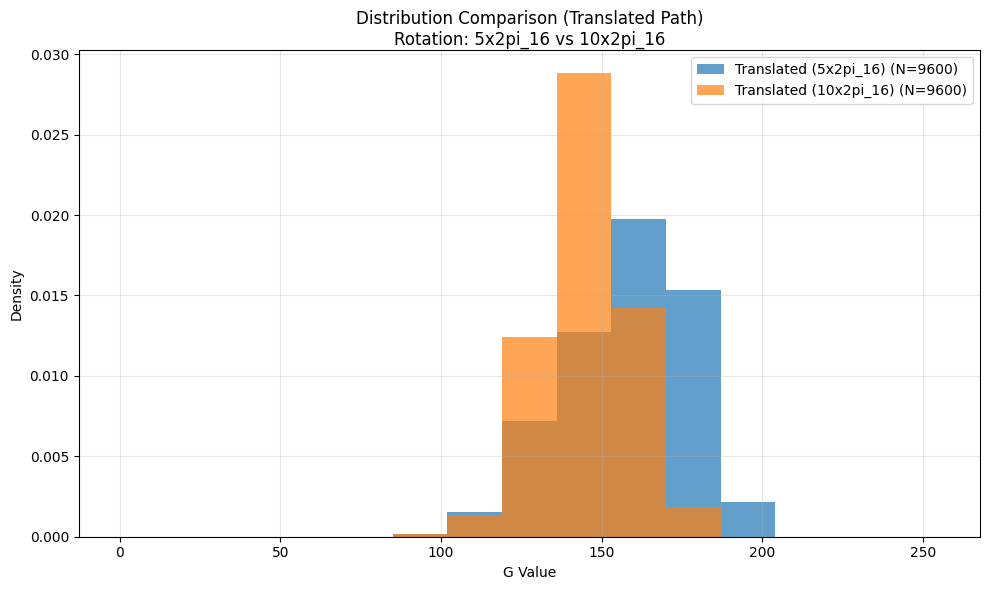 Distribution Comparison (Translated Path)
Rotation: 5x2pi_16 vs 10x2pi_16
Translated (5x2pi_16) (N=9600)
Translated (10x2pi_16) (N=9600)
0.030
0.025
0.020
0.015
0.010
0.005
0.000
Density
0 50 100 150 200 250
G Value